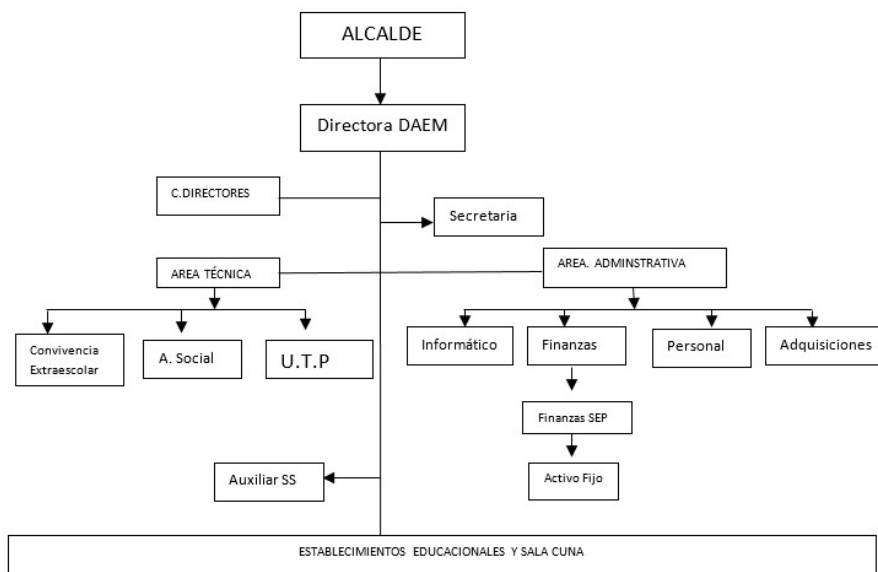 ALCALDE
Directora DAEM
C.DIRECTORES
Secretaria
AREA TÉCNICA
AREA. ADMINSTRATIVA
Convivencia
Extraescolar
A. Social
U.T.P
Informático
Finanzas
Personal
Adquisiciones
Finanzas SEP
Auxiliar SS
Activo Fijo
ESTABLECIMIENTOS EDUCACIONALES Y SALA CUNA